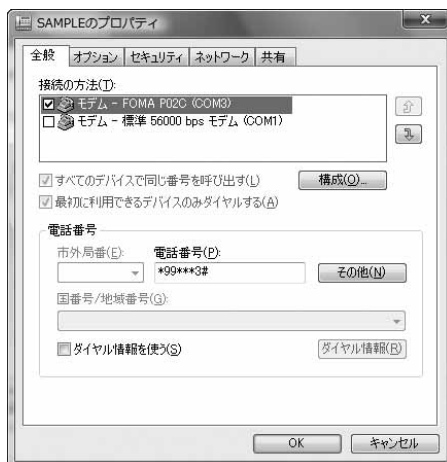 SAMPLEのプロパティ
全般 オプション セキュリティ ネットワーク 共有
接続の方法(T):
モデム - FOMA P02C (COM3)
モデム - 標準 56000 bps モデム (COM1)
すべてのデバイスで同じ番号を呼び出す(L)
構成(O)...
最初に利用できるデバイスのみダイヤルする(A)
電話番号
市外局番(E): 電話番号(P):
*99***3# その他(N)
国番号/地域番号(G):
ダイヤル情報を使う(S) ダイヤル情報(R)
OK キャンセル